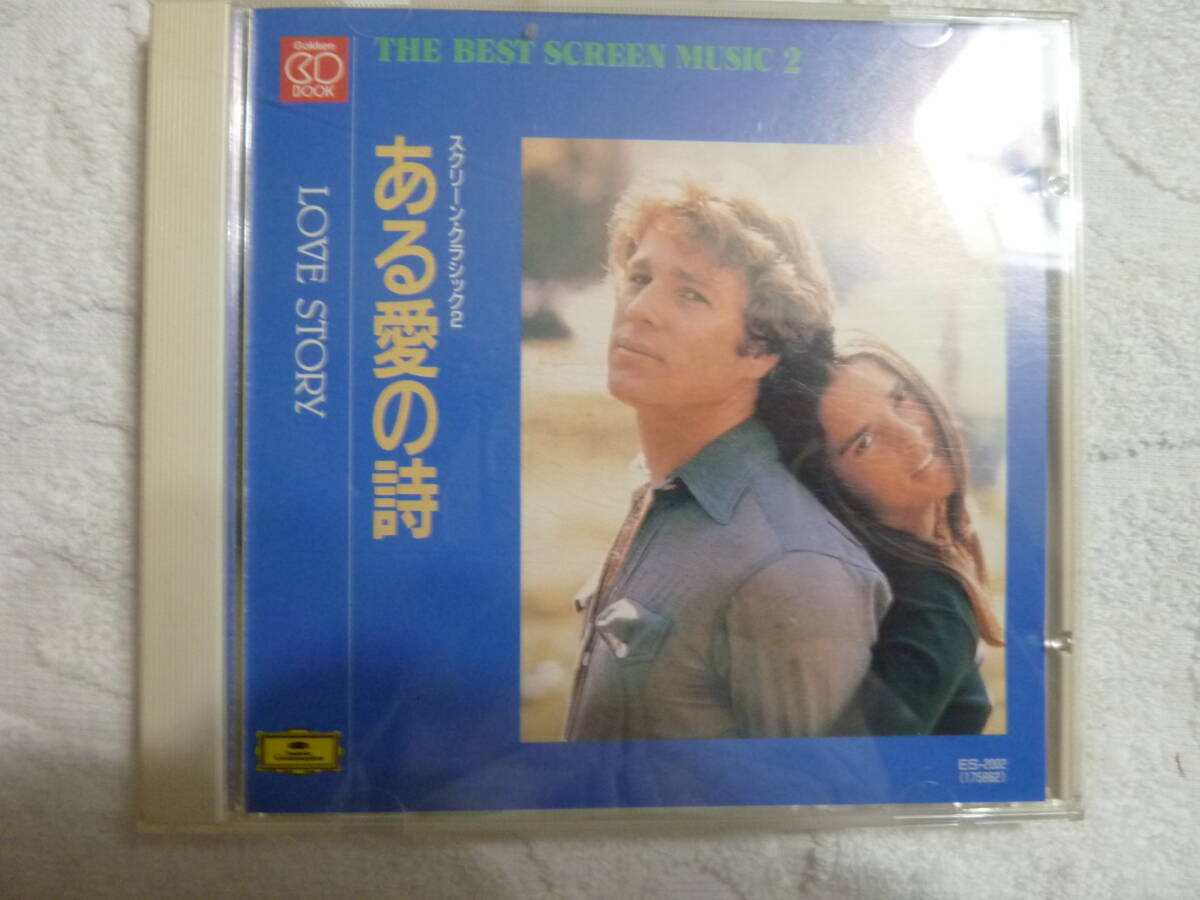 Gakken
CD
BOOK
THE BEST SCREEN MUSIC 2
スクリーン・クラシック2
ある愛の詩
LOVE STORY
ES-2002
(175862)